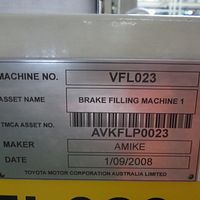 MACHINE No. VFL023
ASSET NAME BRAKE FILLING MACHINE 1
TMCA ASSET No. AVKFLP0023
MAKER AMIKE
DATE 1/09/2008
TOYOTA MOTOR CORPORATION AUSTRALIA LIMITED